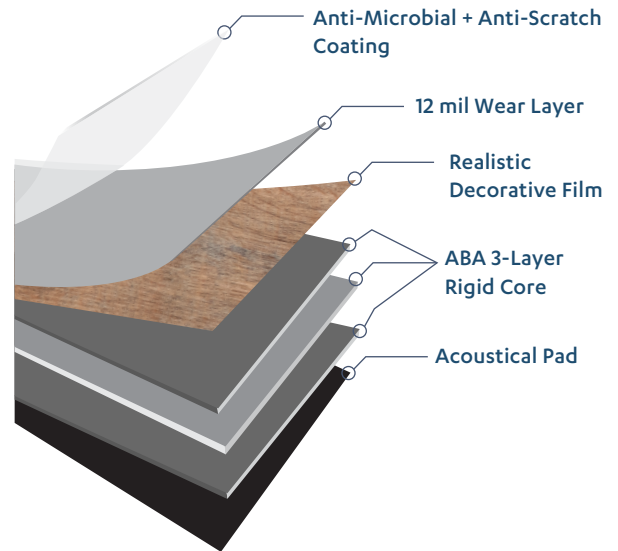 Anti-Microbial + Anti-Scratch
Coating
12 mil Wear Layer
Realistic
Decorative Film
ABA 3-Layer
Rigid Core
Acoustical Pad